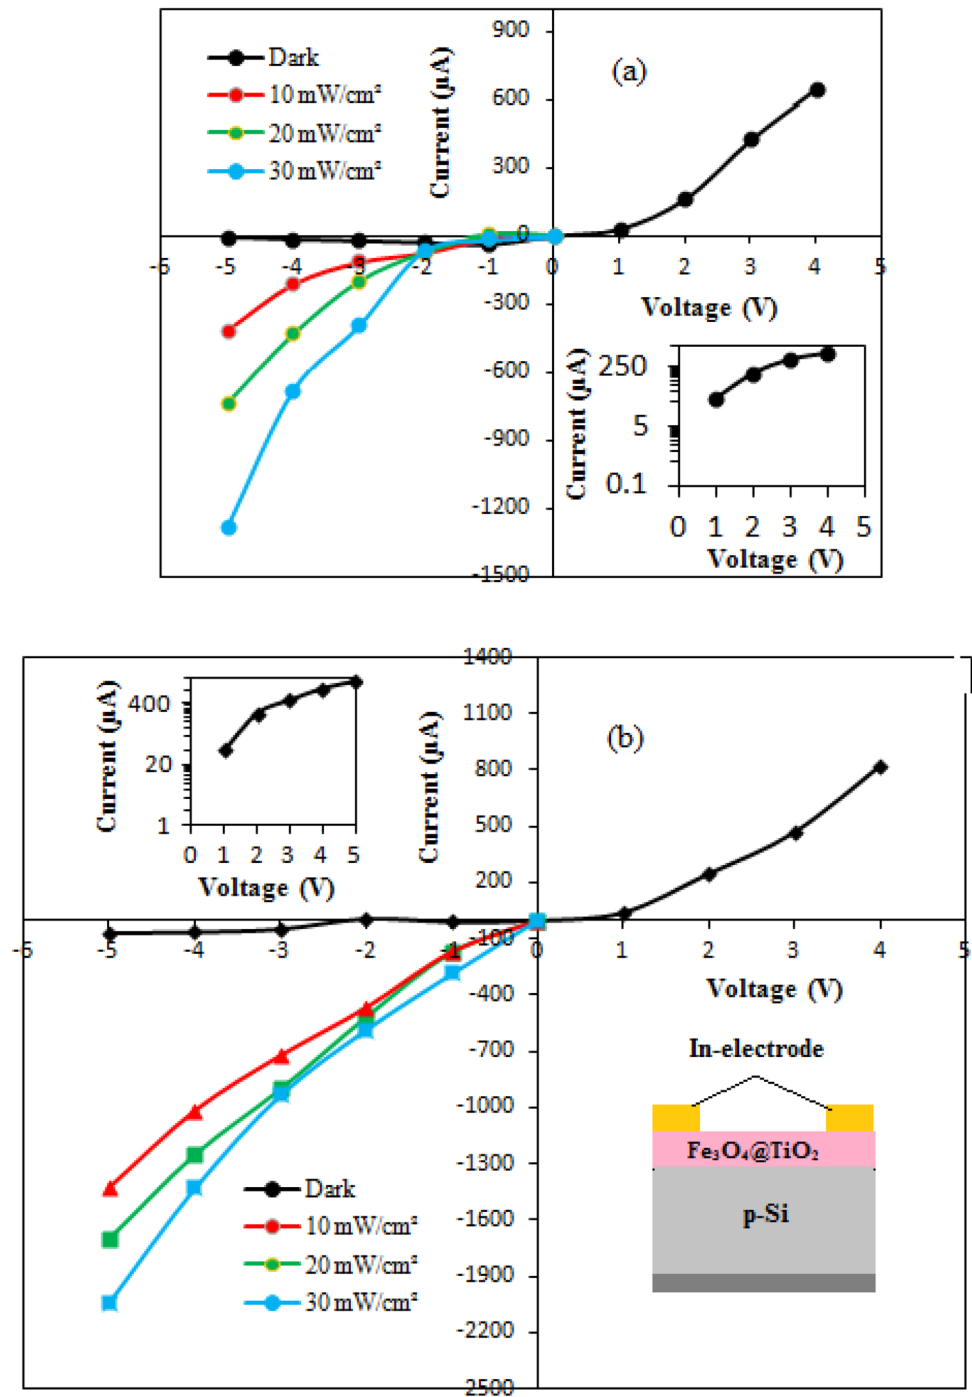 900
Dark
(a)
Current (µA)
10 mW/cm²
600
20 mW/cm²
30 mW/cm²
300
0
-6 -5 -4 -3 -2 -1 0 1 2 3 4 5
Voltage (V)
-300
-600
-900
-1200
-1500
250
5
0.1
Current (µA)
0 1 2 3 4 5
Voltage (V)
1400
1100
800
500
200
-100
-400
-700
-1000
-1300
-1600
-1900
-2200
2500
Current (µA)
(b)
400
20
1
Current (µA)
0 1 2 3 4 5
Voltage (V)
-6 -5 -4 -3 -2 -1 0 1 2 3 4 5
Voltage (V)
In-electrode
Fe₃O₄@TiO₂
p-Si
Dark
10 mW/cm²
20 mW/cm²
30 mW/cm²